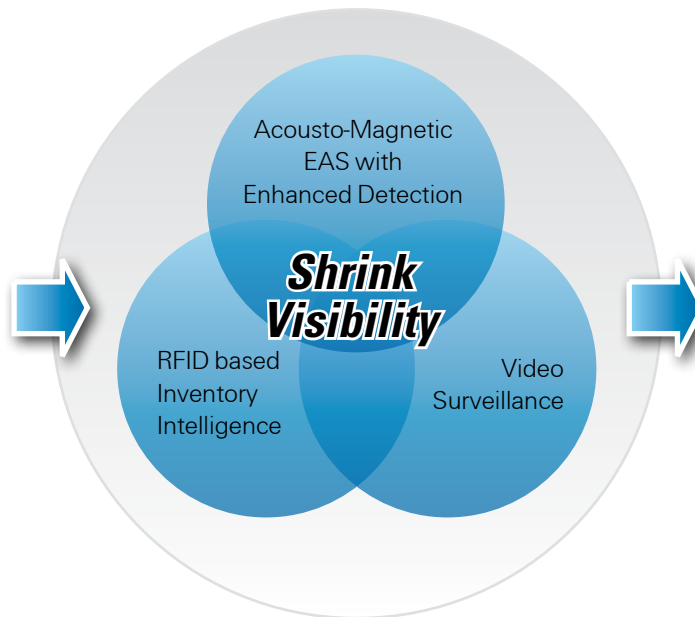 Acousto-Magnetic
EAS with
Enhanced Detection
Shrink
Visibility
RFID based
Inventory
Intelligence
Video
Surveillance